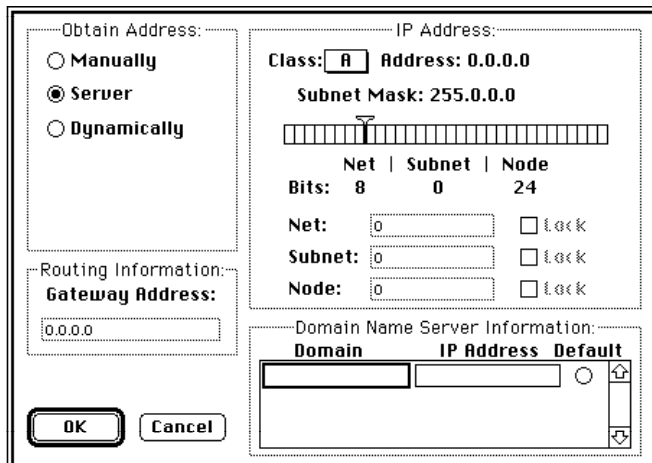 Obtain Address:
Manually
Server
Dynamically
Routing Information:
Gateway Address:
0.0.0.0
OK
Cancel
IP Address:
Class: A Address: 0.0.0.0
Subnet Mask: 255.0.0.0
Net | Subnet | Node
Bits: 8 0 24
Net: 0 Lock
Subnet: 0 Lock
Node: 0 Lock
Domain Name Server Information:
Domain IP Address Default